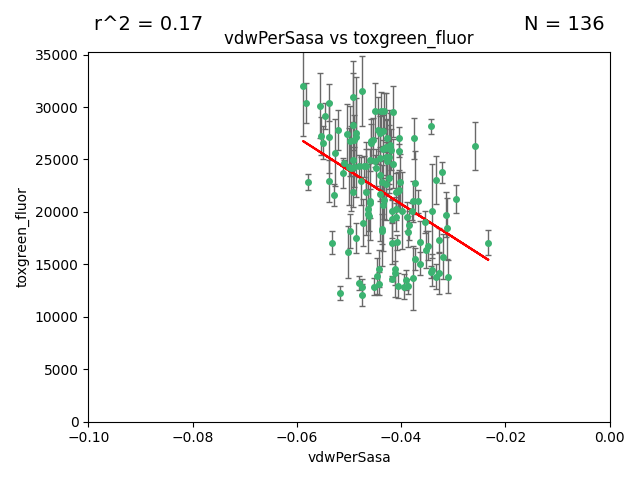 r^2 = 0.17
N = 136
vdwPerSasa vs toxgreen_fluor
35000
30000
25000
20000
15000
10000
5000
0
toxgreen_fluor
−0.10
−0.08
−0.06
−0.04
−0.02
0.00
vdwPerSasa